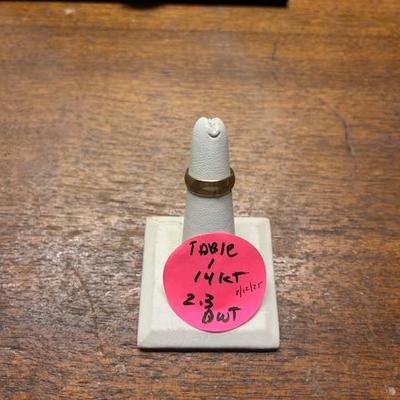 TABLE
1
14KT
2.3
DWT